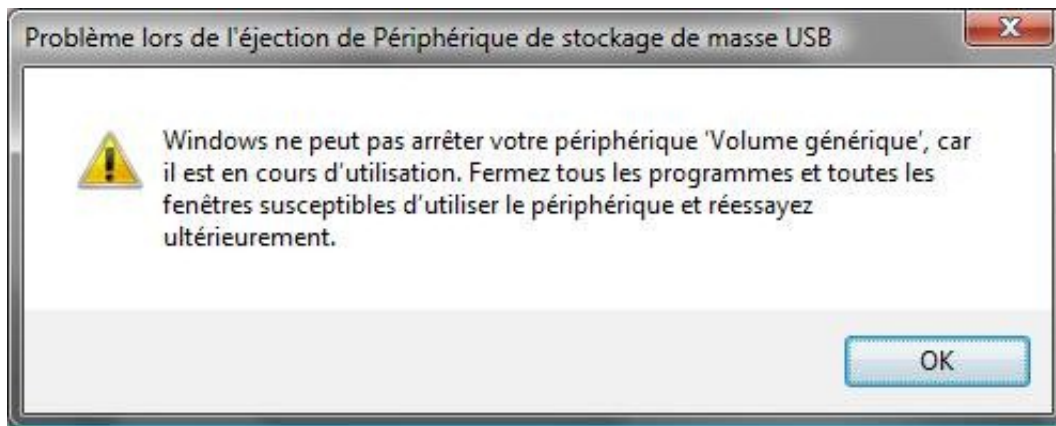 Problème lors de l'éjection de Périphérique de stockage de masse USB
Windows ne peut pas arrêter votre périphérique 'Volume générique', car
il est en cours d'utilisation. Fermez tous les programmes et toutes les
fenêtres susceptibles d'utiliser le périphérique et réessayez
ultérieurement.
OK